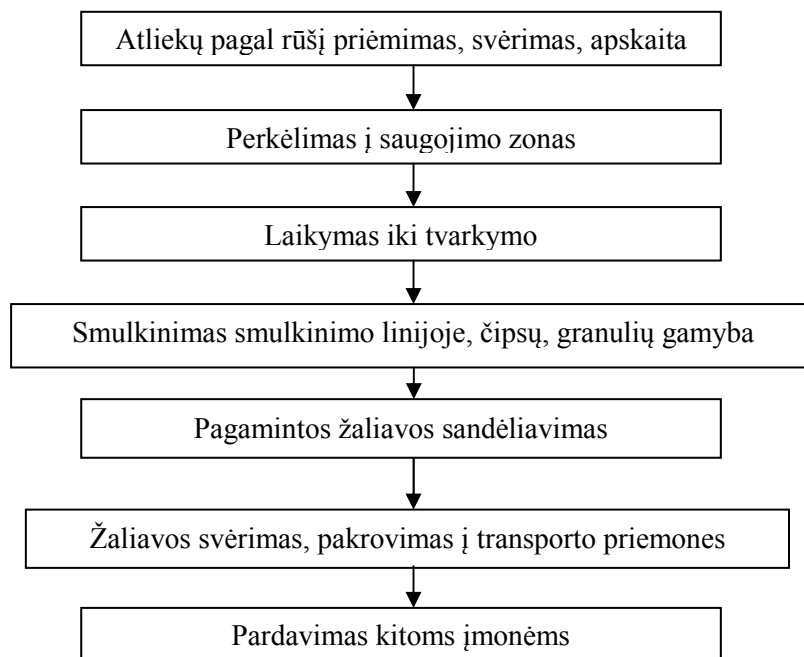 Atliekų pagal rūšį priėmimas, svėrimas, apskaita
Perkėlimas į saugojimo zonas
Laikymas iki tvarkymo
Smulkinimas smulkinimo linijoje, čipsų, granulių gamyba
Pagamintos žaliavos sandėliavimas
Žaliavos svėrimas, pakrovimas į transporto priemones
Pardavimas kitoms įmonėms